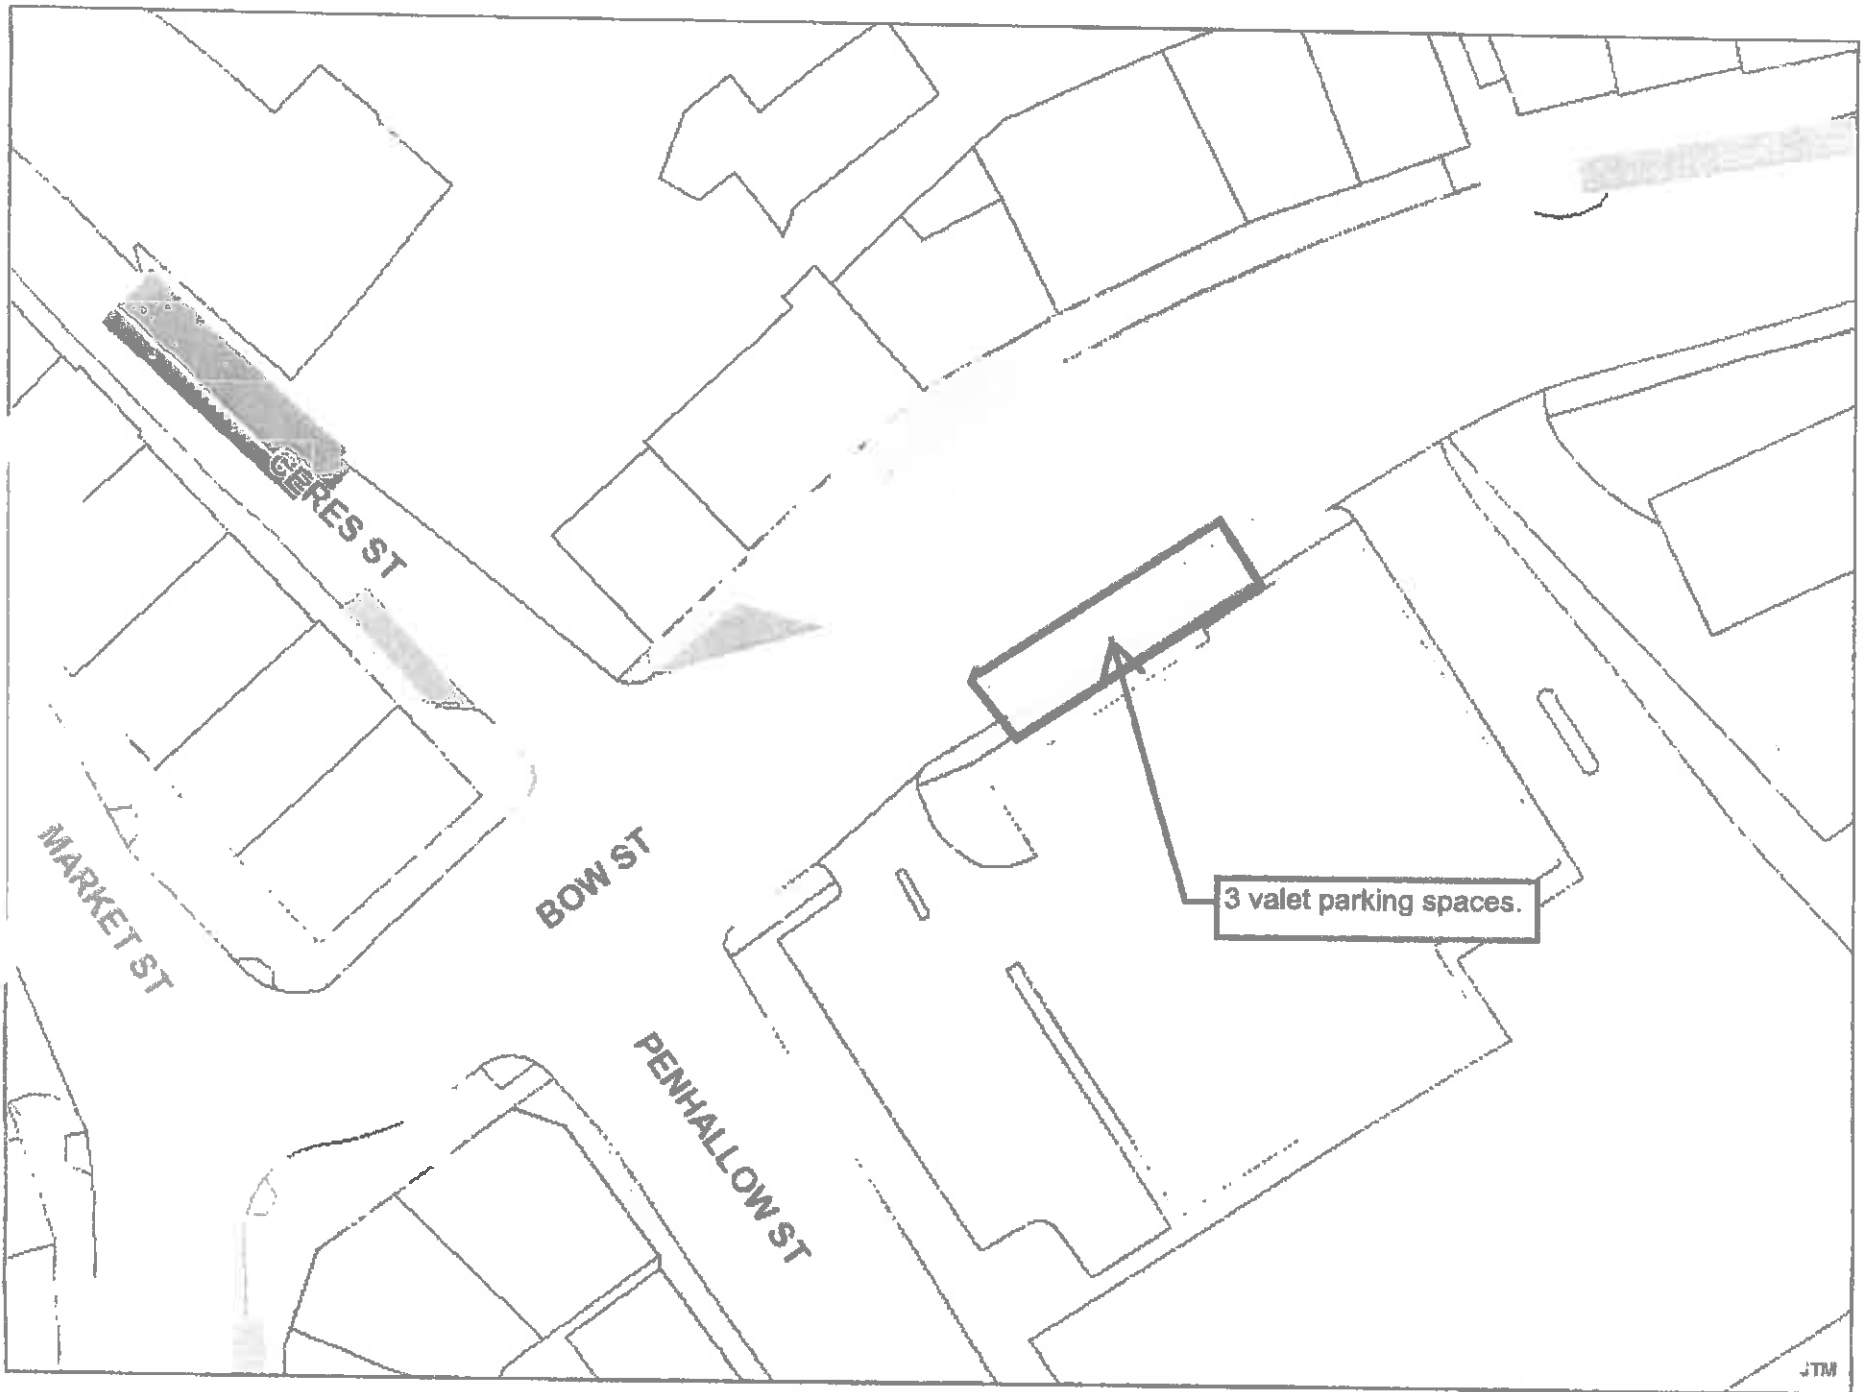 CERES ST
BOW ST
MARKET ST
3 valet parking spaces.
PENHALLOW ST
JTM